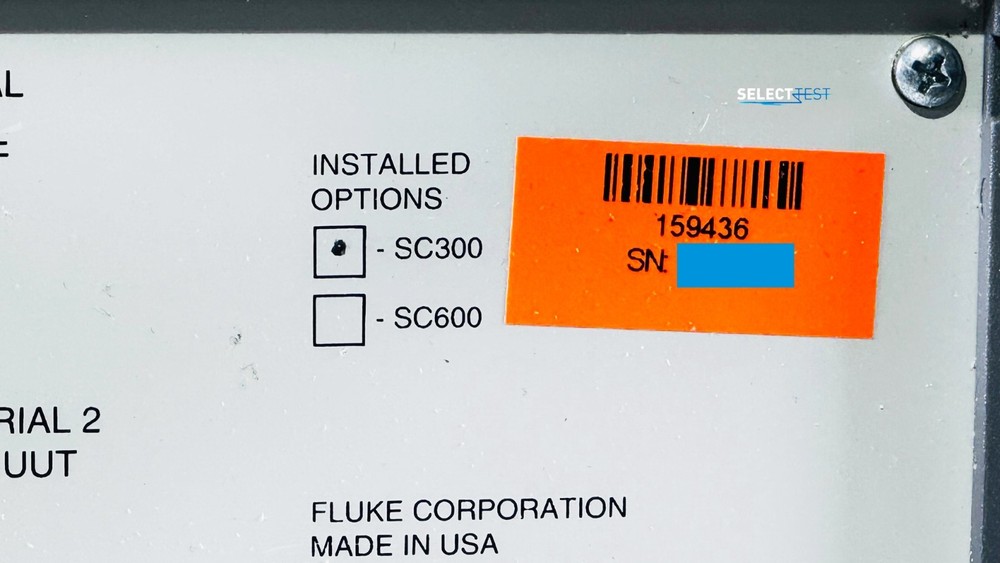 AL
SELECTTEST
INSTALLED
OPTIONS
- SC300
- SC600
159436
SN:
RIAL 2
UUT
FLUKE CORPORATION
MADE IN USA